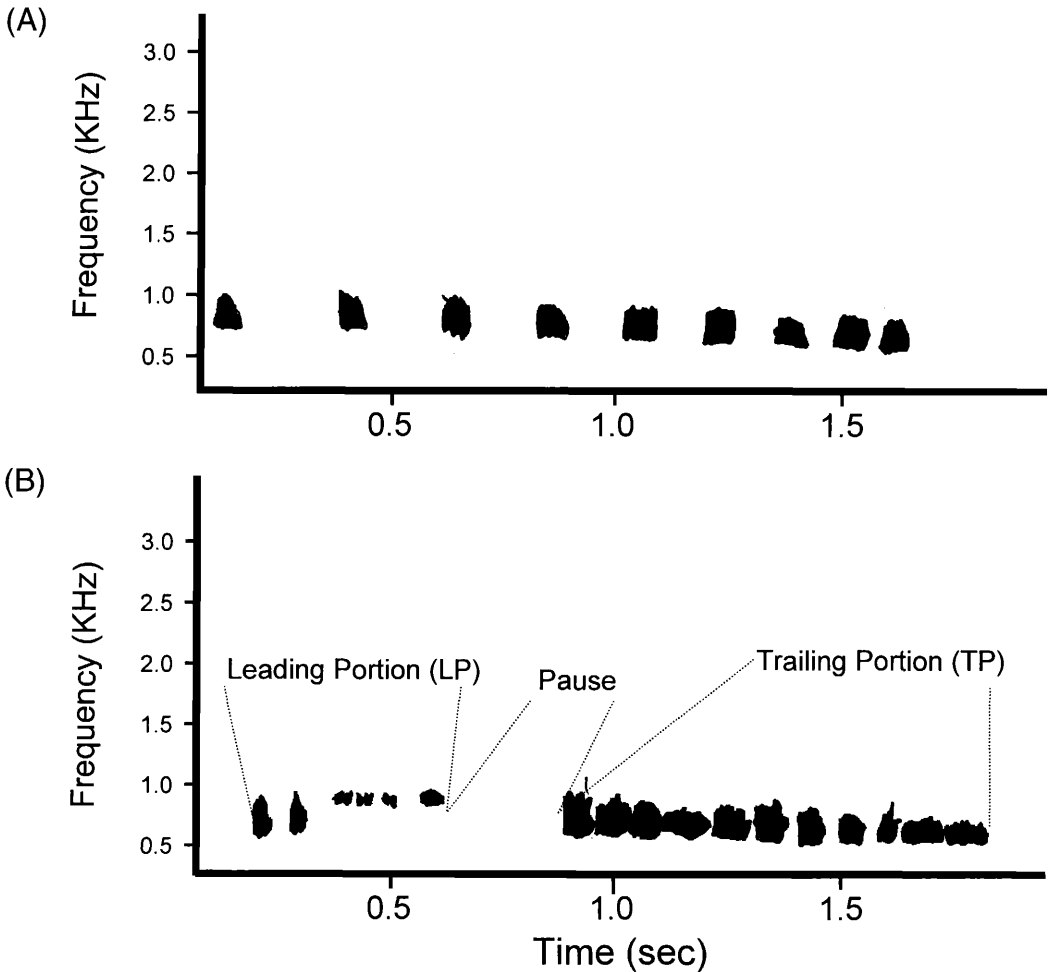 (A)
Frequency (KHz)
3.0
2.5
2.0
1.5
1.0
0.5
0.5 1.0 1.5
(B)
Frequency (KHz)
3.0
2.5
2.0
1.5
1.0
0.5
Leading Portion (LP)
Pause
Trailing Portion (TP)
0.5 1.0 1.5
Time (sec)